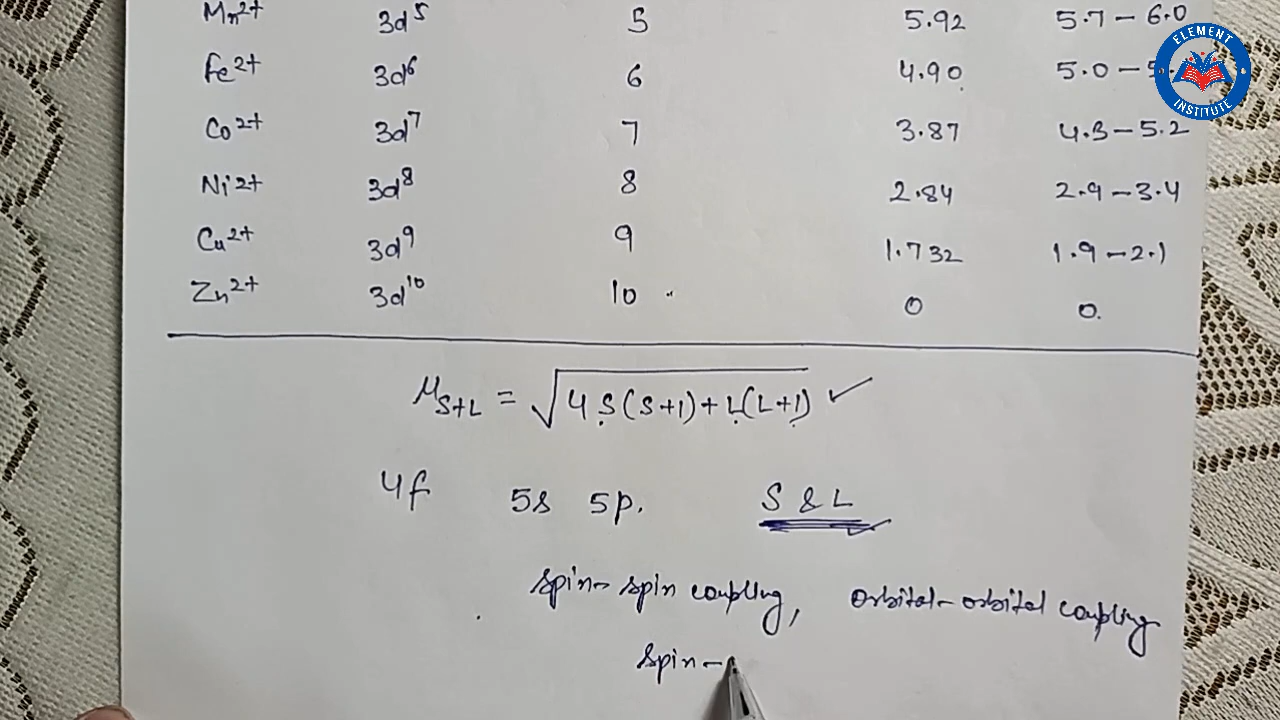 Mn2+ 3d5 5 5.92 5.7 – 6.0
Fe2+ 3d6 6 4.90 5.0 –
Co2+ 3d7 7 3.87 4.3 – 5.2
Ni2+ 3d8 8 2.84 2.9 – 3.4
Cu2+ 3d9 9 1.732 1.9 – 2.1
Zn2+ 3d10 10 0 0.
μS+L = √4S(S+1)+L(L+1) ✓
4f 5s 5p. S & L
Spin– spin coupling, orbital– orbital coupling
Spin –
ELEMENT
INSTITUTE